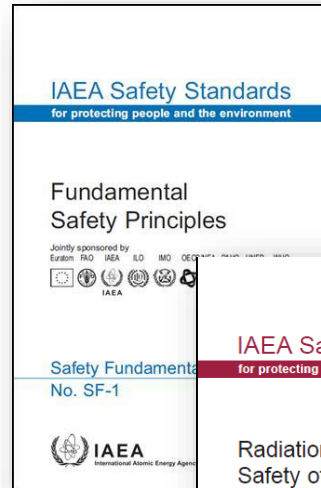 IAEA Safety Standards
for protecting people and the environment
Fundamental
Safety Principles
Jointly sponsored by
Euratom FAO IAEA ILO IMO
IAEA
Safety Fundamenta
No. SF-1
IAEA
International Atomic Energy Agenc
IAEA Sa
for protecting
Radiation
Safety of